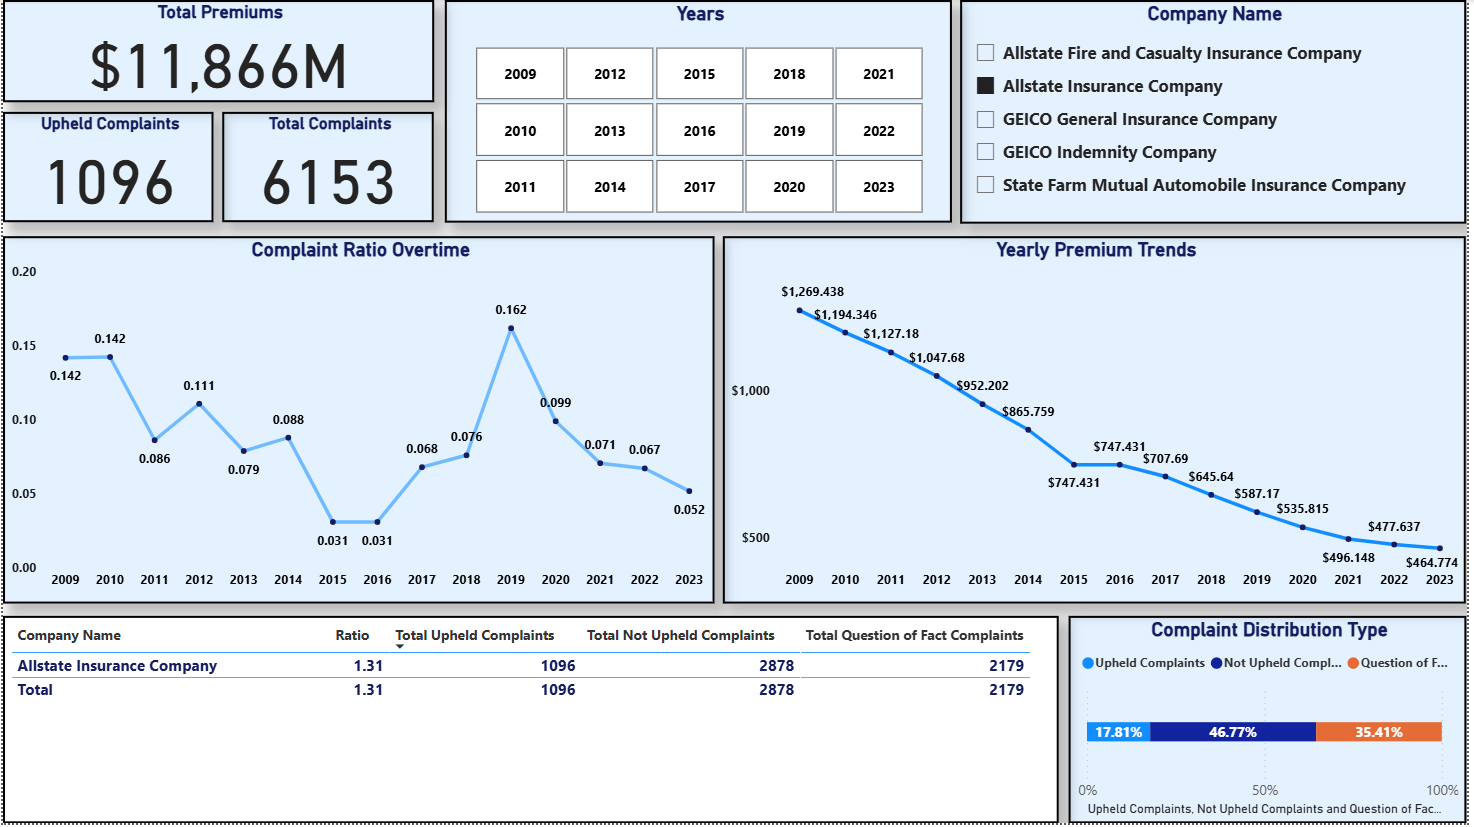 Total Premiums
$11,866M
Upheld Complaints
1096
Total Complaints
6153
Years
2009 2012 2015 2018 2021
2010 2013 2016 2019 2022
2011 2014 2017 2020 2023
Company Name
Allstate Fire and Casualty Insurance Company
Allstate Insurance Company
GEICO General Insurance Company
GEICO Indemnity Company
State Farm Mutual Automobile Insurance Company
Complaint Ratio Overtime
0.20
0.15
0.10
0.05
0.00
0.142
0.142
0.086
0.111
0.079
0.088
0.031
0.031
0.068
0.076
0.162
0.099
0.071
0.067
0.052
2009 2010 2011 2012 2013 2014 2015 2016 2017 2018 2019 2020 2021 2022 2023
Yearly Premium Trends
$1,000
$500
$1,269.438
$1,194.346
$1,127.18
$1,047.68
$952.202
$865.759
$747.431
$747.431
$707.69
$645.64
$587.17
$535.815
$496.148
$477.637
$464.774
2009 2010 2011 2012 2013 2014 2015 2016 2017 2018 2019 2020 2021 2022 2023
Company Name Ratio Total Upheld Complaints Total Not Upheld Complaints Total Question of Fact Complaints
Allstate Insurance Company 1.31 1096 2878 2179
Total 1.31 1096 2878 2179
Complaint Distribution Type
Upheld Complaints Not Upheld Compl... Question of F...
17.81% 46.77% 35.41%
0% 50% 100%
Upheld Complaints, Not Upheld Complaints and Question of Fac...